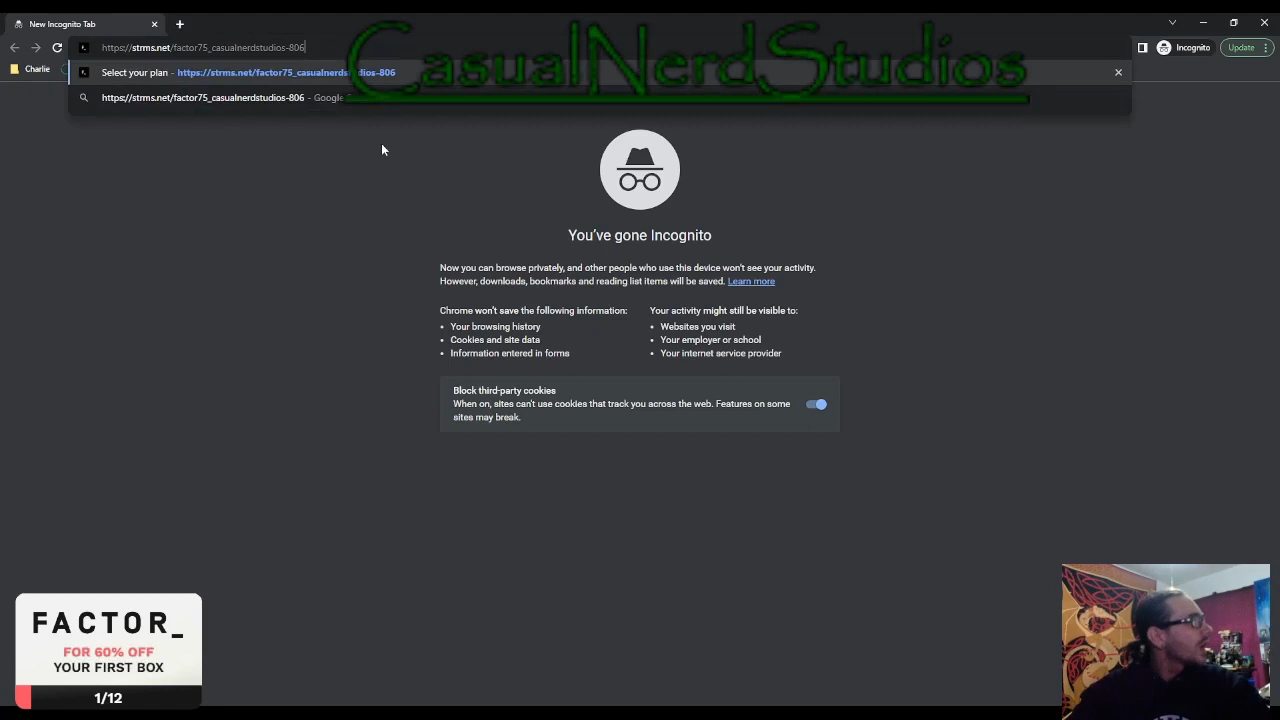 New Incognito Tab
https://strms.net/factor75_casualnerdstudios-806
Incognito
Update
Charlie
Select your plan - https://strms.net/factor75_casualnerdstudios-806
https://strms.net/factor75_casualnerdstudios-806 - Google
CasualNerdStudios
You've gone Incognito
Now you can browse privately, and other people who use this device won't see your activity.
However, downloads, bookmarks and reading list items will be saved. Learn more
Chrome won't save the following information:
• Your browsing history
• Cookies and site data
• Information entered in forms
Your activity might still be visible to:
• Websites you visit
• Your employer or school
• Your internet service provider
Block third-party cookies
When on, sites can't use cookies that track you across the web. Features on some
sites may break.
FACTOR_
FOR 60% OFF
YOUR FIRST BOX
1/12